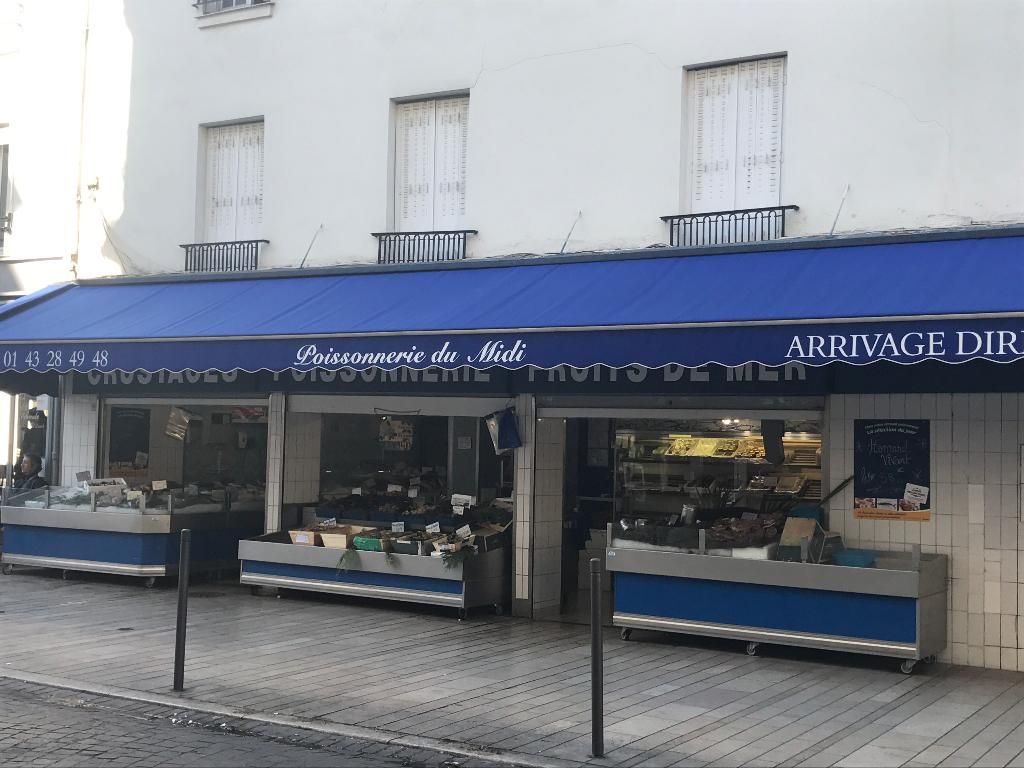 01 43 28 49 48
Poissonnerie du Midi
ARRIVAGE DIR
CRUSTACES POISSONNERIE FRUITS DE MER
Homard
Vivant